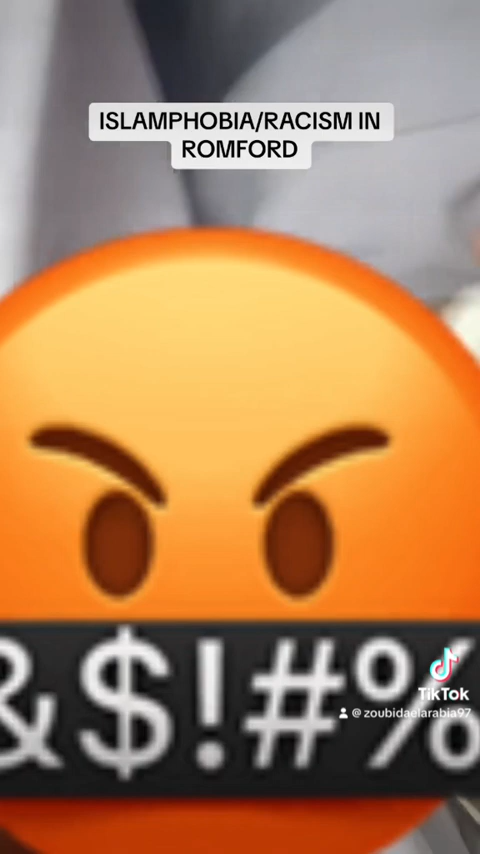 ISLAMPHOBIA/RACISM IN
ROMFORD
&$!#%
TikTok
@zoubidaelarabia97